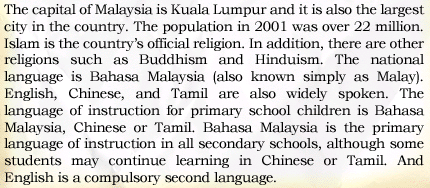 The capital of Malaysia is Kuala Lumpur and it is also the largest
city in the country. The population in 2001 was over 22 million.
Islam is the country's official religion. In addition, there are other
religions such as Buddhism and Hinduism. The national
language is Bahasa Malaysia (also known simply as Malay).
English, Chinese, and Tamil are also widely spoken. The
language of instruction for primary school children is Bahasa
Malaysia, Chinese or Tamil. Bahasa Malaysia is the primary
language of instruction in all secondary schools, although some
students may continue learning in Chinese or Tamil. And
English is a compulsory second language.